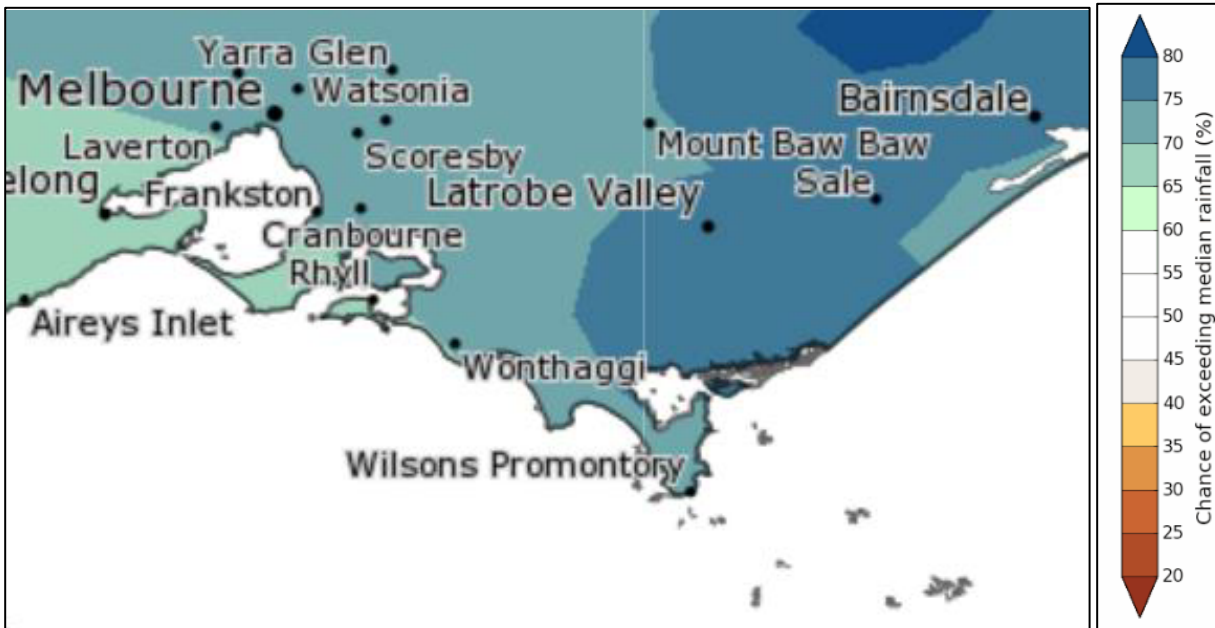 Yarra Glen
Melbourne
Watsonia
Bairnsdale
Laverton
Scoresby
Mount Baw Baw
elong
Frankston
Latrobe Valley
Sale
Cranbourne
Rhyll
Aireys Inlet
Wonthaggi
Wilsons Promontory
80
75
70
65
60
55
50
45
40
35
30
25
20
Chance of exceeding median rainfall (%)